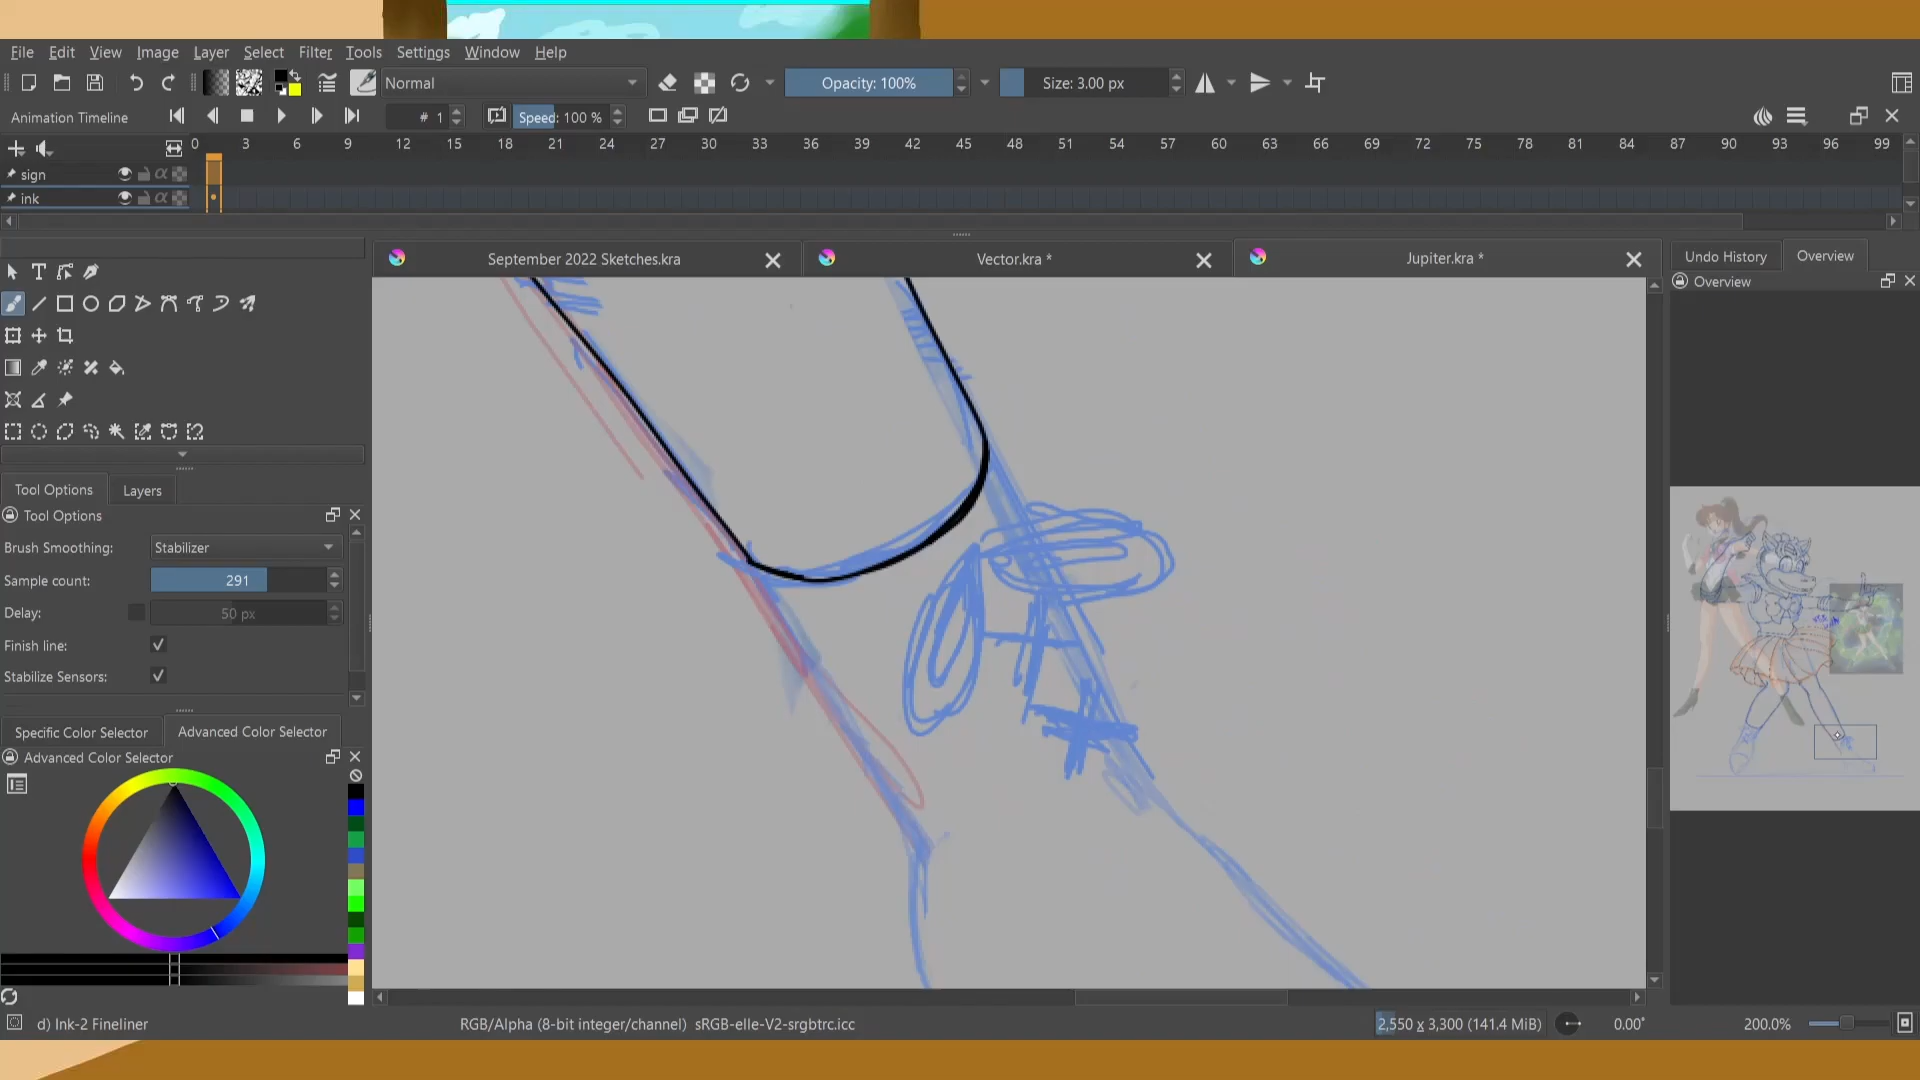 File Edit View Image Layer Select Filter Tools Settings Window Help
Normal Opacity: 100% Size: 3.00 px
Animation Timeline # 1 Speed: 100 %
0 3 6 9 12 15 18 21 24 27 30 33 36 39 42 45 48 51 54 57 60 63 66 69 72 75 78 81 84 87 90 93 96 99
sign
ink
September 2022 Sketches.kra Vector.kra * Jupiter.kra * Undo History Overview
Overview
Tool Options Layers
Tool Options
Brush Smoothing: Stabilizer
Sample count: 291
Delay: 50 px
Finish line:
Stabilize Sensors:
Specific Color Selector Advanced Color Selector
Advanced Color Selector
d) Ink-2 Fineliner RGB/Alpha (8-bit integer/channel) sRGB-elle-V2-srgbtrc.icc 2,550 x 3,300 (141.4 MiB) 0.00° 200.0%